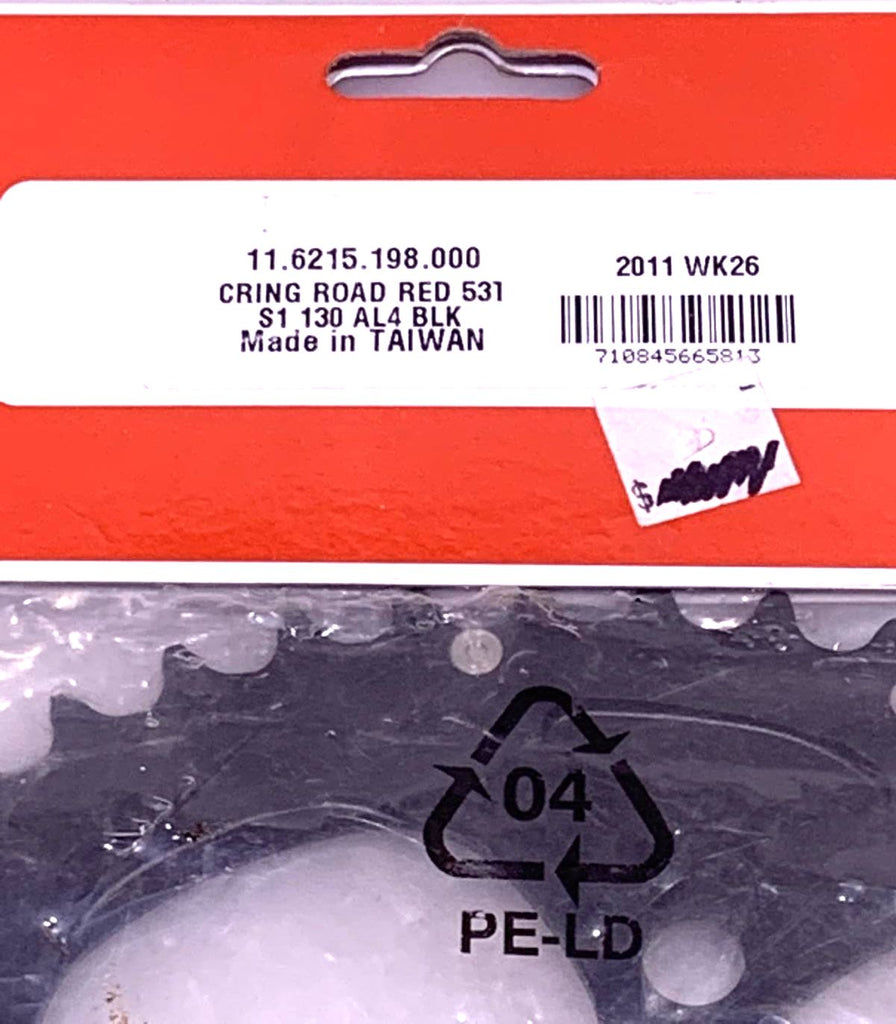 11.6215.198.000
CRING ROAD RED 53T
S1 130 AL4 BLK
Made in TAIWAN
2011 WK26
710845665813
$
04
PE-LD